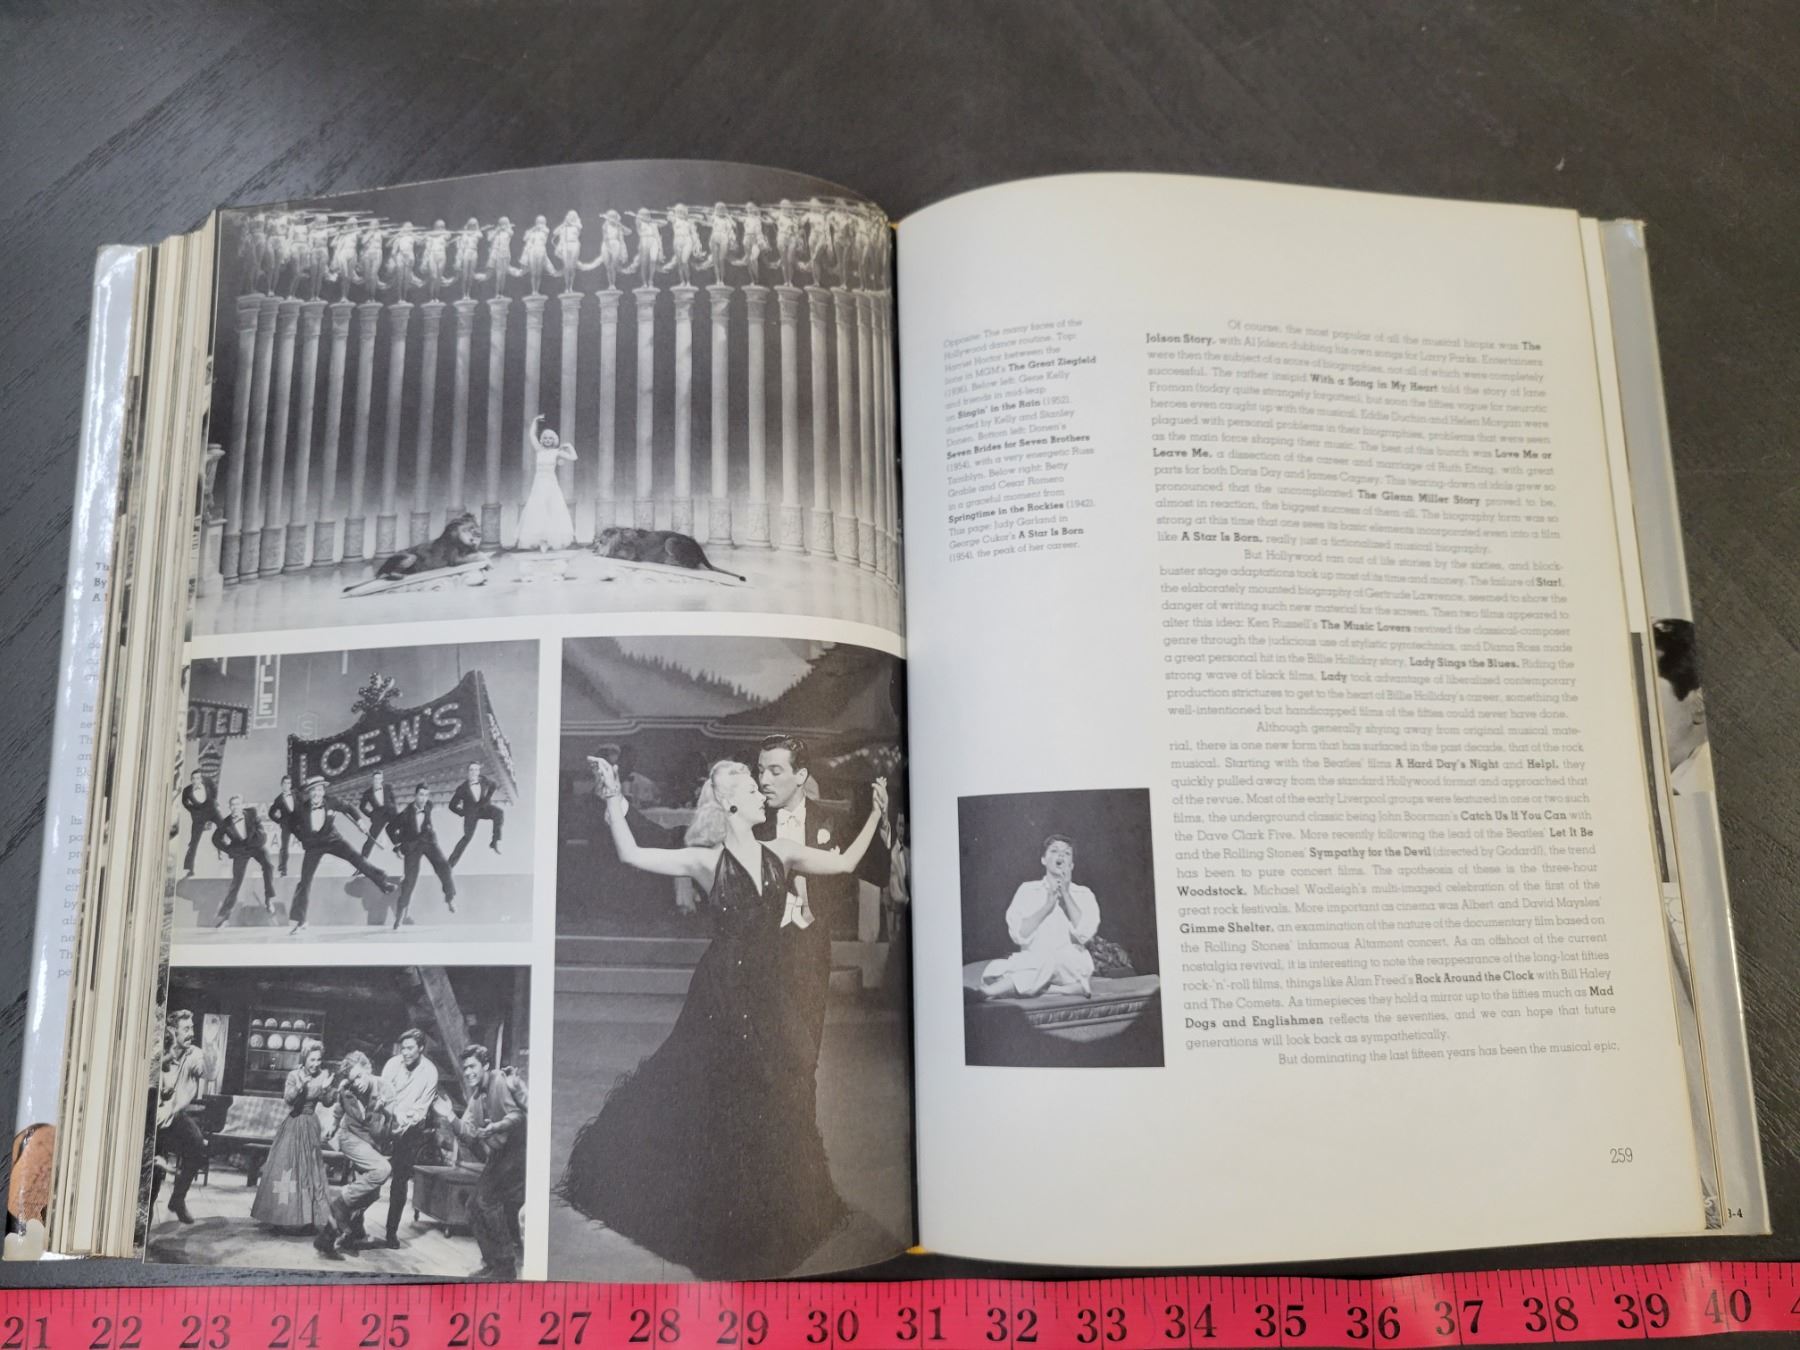 OTEL
LLE
LOEW'S
Opposite: The many faces of the
Hollywood dance routine. Top:
Harriet Hoctor between the
lions in MGM's The Great Ziegfeld
(1936). Below left: Gene Kelly
and friends in mid-leap
in Singin' in the Rain (1952),
directed by Kelly and Stanley
Donen. Bottom left: Donen's
Seven Brides for Seven Brothers
(1954), with a very energetic Russ
Tamblyn. Below right: Betty
Grable and Cesar Romero
in a graceful moment from
Springtime in the Rockies (1942).
This page: Judy Garland in
George Cukor's A Star Is Born
(1954), the peak of her career.
Of course, the most popular of all the musical biopix was The
Jolson Story, with Al Jolson dubbing his own songs for Larry Parks. Entertainers
were then the subject of a score of biographies, not all of which were completely
successful. The rather insipid With a Song in My Heart told the story of Jane
Froman (today quite strangely forgotten), but soon the fifties vogue for neurotic
heroes even caught up with the musical. Eddie Duchin and Helen Morgan were
plagued with personal problems in their biographies, problems that were seen
as the main force shaping their music. The best of this bunch was Love Me or
Leave Me, a dissection of the career and marriage of Ruth Etting, with great
parts for both Doris Day and James Cagney. This tearing-down of idols grew so
pronounced that the uncomplicated The Glenn Miller Story proved to be,
almost in reaction, the biggest success of them all. The biography form was so
strong at this time that one sees its basic elements incorporated even into a film
like A Star Is Born, really just a fictionalized musical biography.
But Hollywood ran out of life stories by the sixties, and block-
buster stage adaptations took up most of its time and money. The failure of Star!,
the elaborately mounted biography of Gertrude Lawrence, seemed to show the
danger of writing such new material for the screen. Then two films appeared to
alter this idea: Ken Russell's The Music Lovers revived the classical-composer
genre through the judicious use of stylistic pyrotechnics, and Diana Ross made
a great personal hit in the Billie Holliday story, Lady Sings the Blues. Riding the
strong wave of black films, Lady took advantage of liberalized contemporary
production strictures to get to the heart of Billie Holliday's career, something the
well-intentioned but handicapped films of the fifties could never have done.
Although generally shying away from original musical mate-
rial, there is one new form that has surfaced in the past decade, that of the rock
musical. Starting with the Beatles' films A Hard Day's Night and Help!, they
quickly pulled away from the standard Hollywood format and approached that
of the revue. Most of the early Liverpool groups were featured in one or two such
films, the underground classic being John Boorman's Catch Us If You Can with
the Dave Clark Five. More recently following the lead of the Beatles' Let It Be
and the Rolling Stones' Sympathy for the Devil (directed by Godard!), the trend
has been to pure concert films. The apotheosis of these is the three-hour
Woodstock, Michael Wadleigh's multi-imaged celebration of the first of the
great rock festivals. More important as cinema was Albert and David Maysles'
Gimme Shelter, an examination of the nature of the documentary film based on
the Rolling Stones' infamous Altamont concert. As an offshoot of the current
nostalgia revival, it is interesting to note the reappearance of the long-lost fifties
rock-'n'-roll films, things like Alan Freed's Rock Around the Clock with Bill Haley
and The Comets. As timepieces they hold a mirror up to the fifties much as Mad
Dogs and Englishmen reflects the seventies, and we can hope that future
generations will look back as sympathetically.
But dominating the last fifteen years has been the musical epic,
259
3-4
21 22 23 24 25 26 27 28 29 30 31 32 33 34 35 36 37 38 39 40